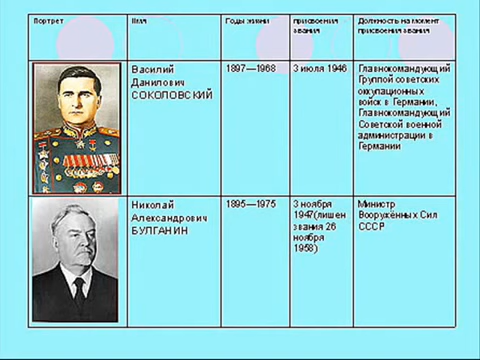 Портрет
Имя
Годы жизни
присвоения
звания
Должность на момент
присвоения звания
Василий
Данилович
СОКОЛОВСКИЙ
1897—1968
3 июля 1946
Главнокомандующий
Группой советских
оккупационных
войск в Германии,
Главнокомандующий
Советской военной
администрации в
Германии
Николай
Александрович
БУЛГАНИН
1895—1975
3 ноября
1947(лишен
звания 26
ноября
1958)
Министр
Вооружённых Сил
СССР